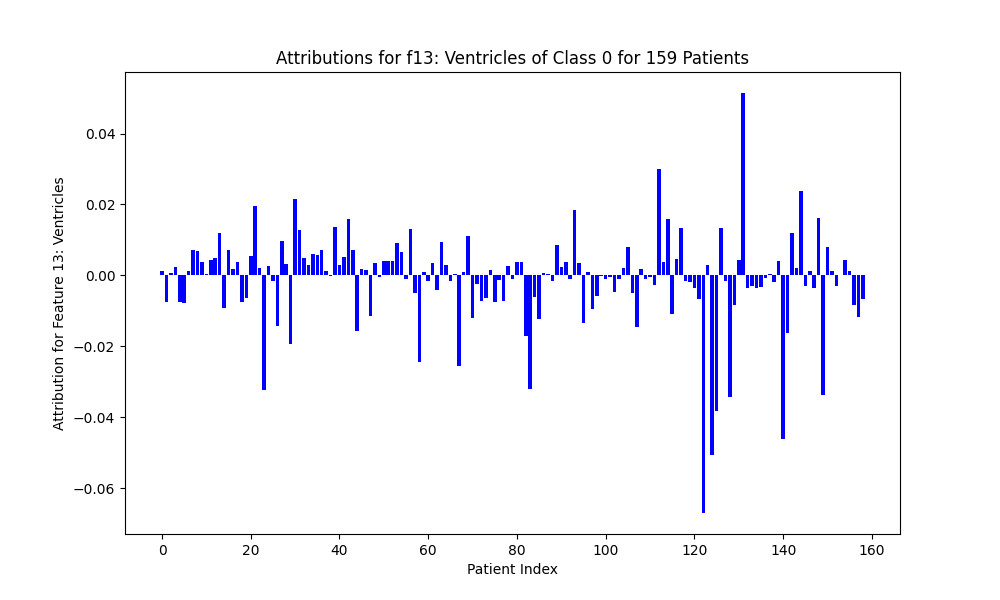 Attributions for f13: Ventricles of Class 0 for 159 Patients
Attribution for Feature 13: Ventricles
0.04
0.02
0.00
−0.02
−0.04
−0.06
0 20 40 60 80 100 120 140 160
Patient Index